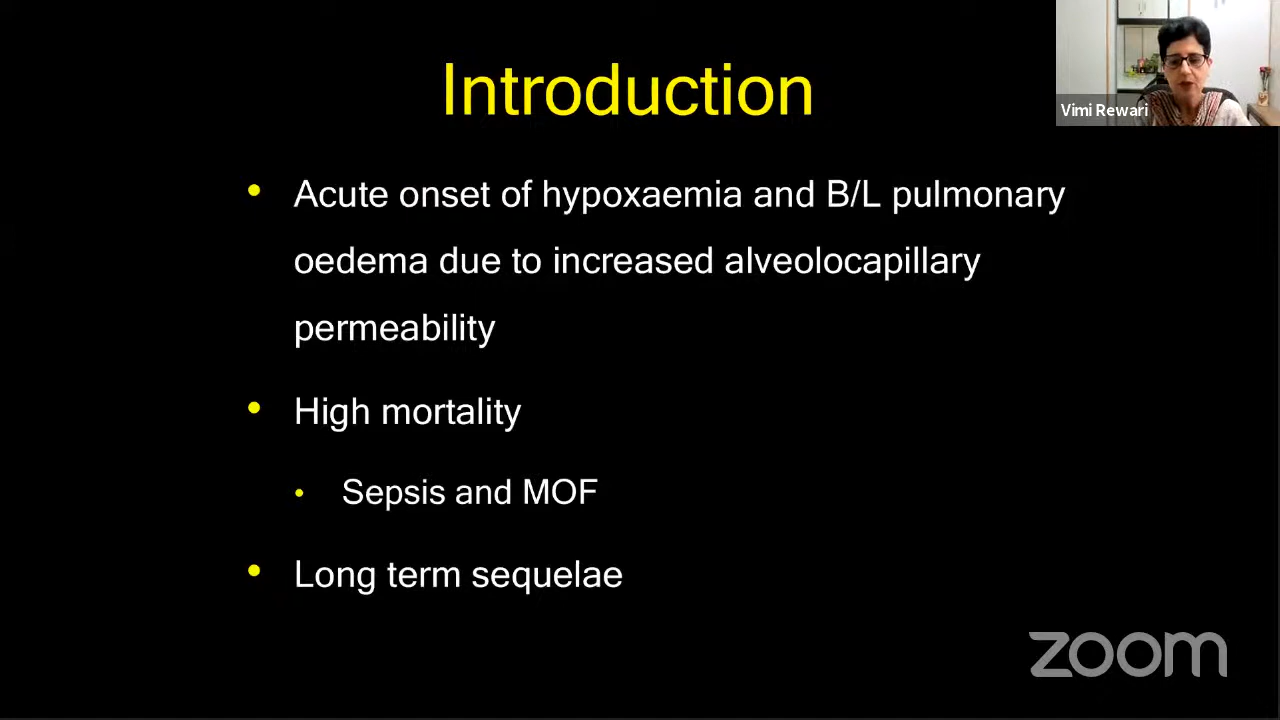 Introduction
Vimi Rewari
• Acute onset of hypoxaemia and B/L pulmonary
oedema due to increased alveolocapillary
permeability
• High mortality
• Sepsis and MOF
• Long term sequelae
zoom